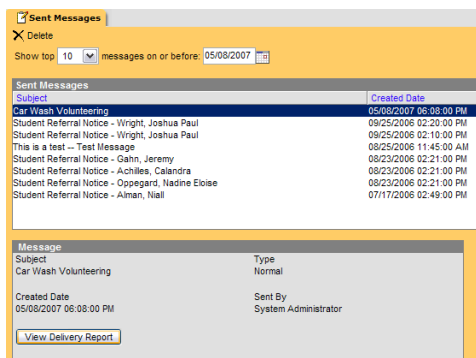 Sent Messages
Delete
Show top 10 messages on or before: 05/08/2007
Sent Messages
Subject Created Date
Car Wash Volunteering 05/08/2007 06:08:00 PM
Student Referral Notice - Wright, Joshua Paul 09/25/2006 02:20:00 PM
Student Referral Notice - Wright, Joshua Paul 09/25/2006 02:10:00 PM
This is a test -- Test Message 08/25/2006 11:45:00 AM
Student Referral Notice - Gahn, Jeremy 08/23/2006 02:21:00 PM
Student Referral Notice - Achilles, Calandra 08/23/2006 02:21:00 PM
Student Referral Notice - Oppegard, Nadine Eloise 08/23/2006 02:21:00 PM
Student Referral Notice - Alman, Niall 07/17/2006 02:49:00 PM
Message
Subject Type
Car Wash Volunteering Normal
Created Date Sent By
05/08/2007 06:08:00 PM System Administrator
View Delivery Report